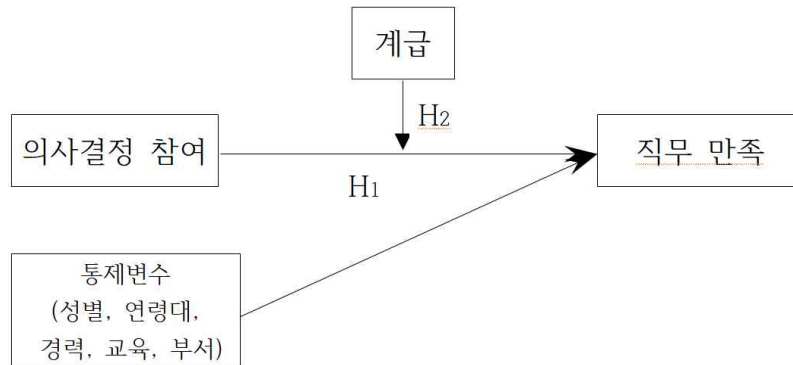 계급
H2
의사결정 참여
직무 만족
H1
통제변수
(성별, 연령대,
경력, 교육, 부서)